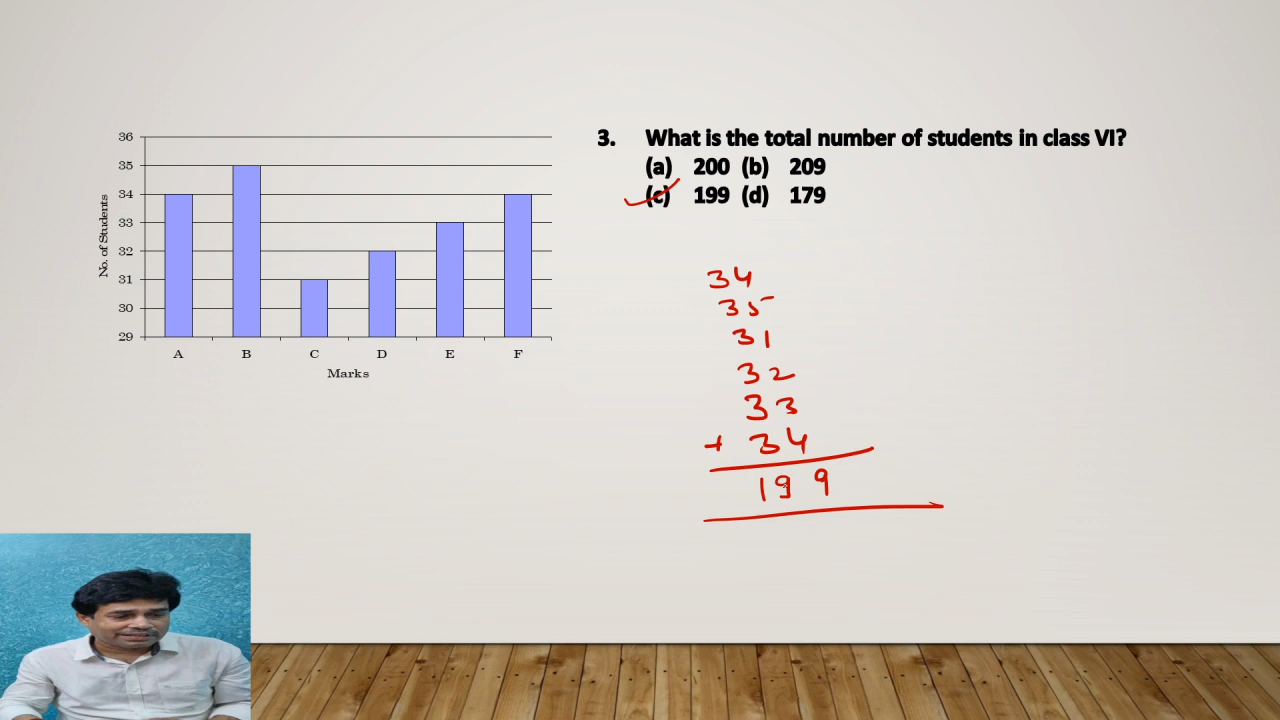 36
35
34
33
32
31
30
29
No. of Students
A B C D E F
Marks
3. What is the total number of students in class VI?
(a) 200 (b) 209
(c) 199 (d) 179
34
35
31
32
33
+ 34
199